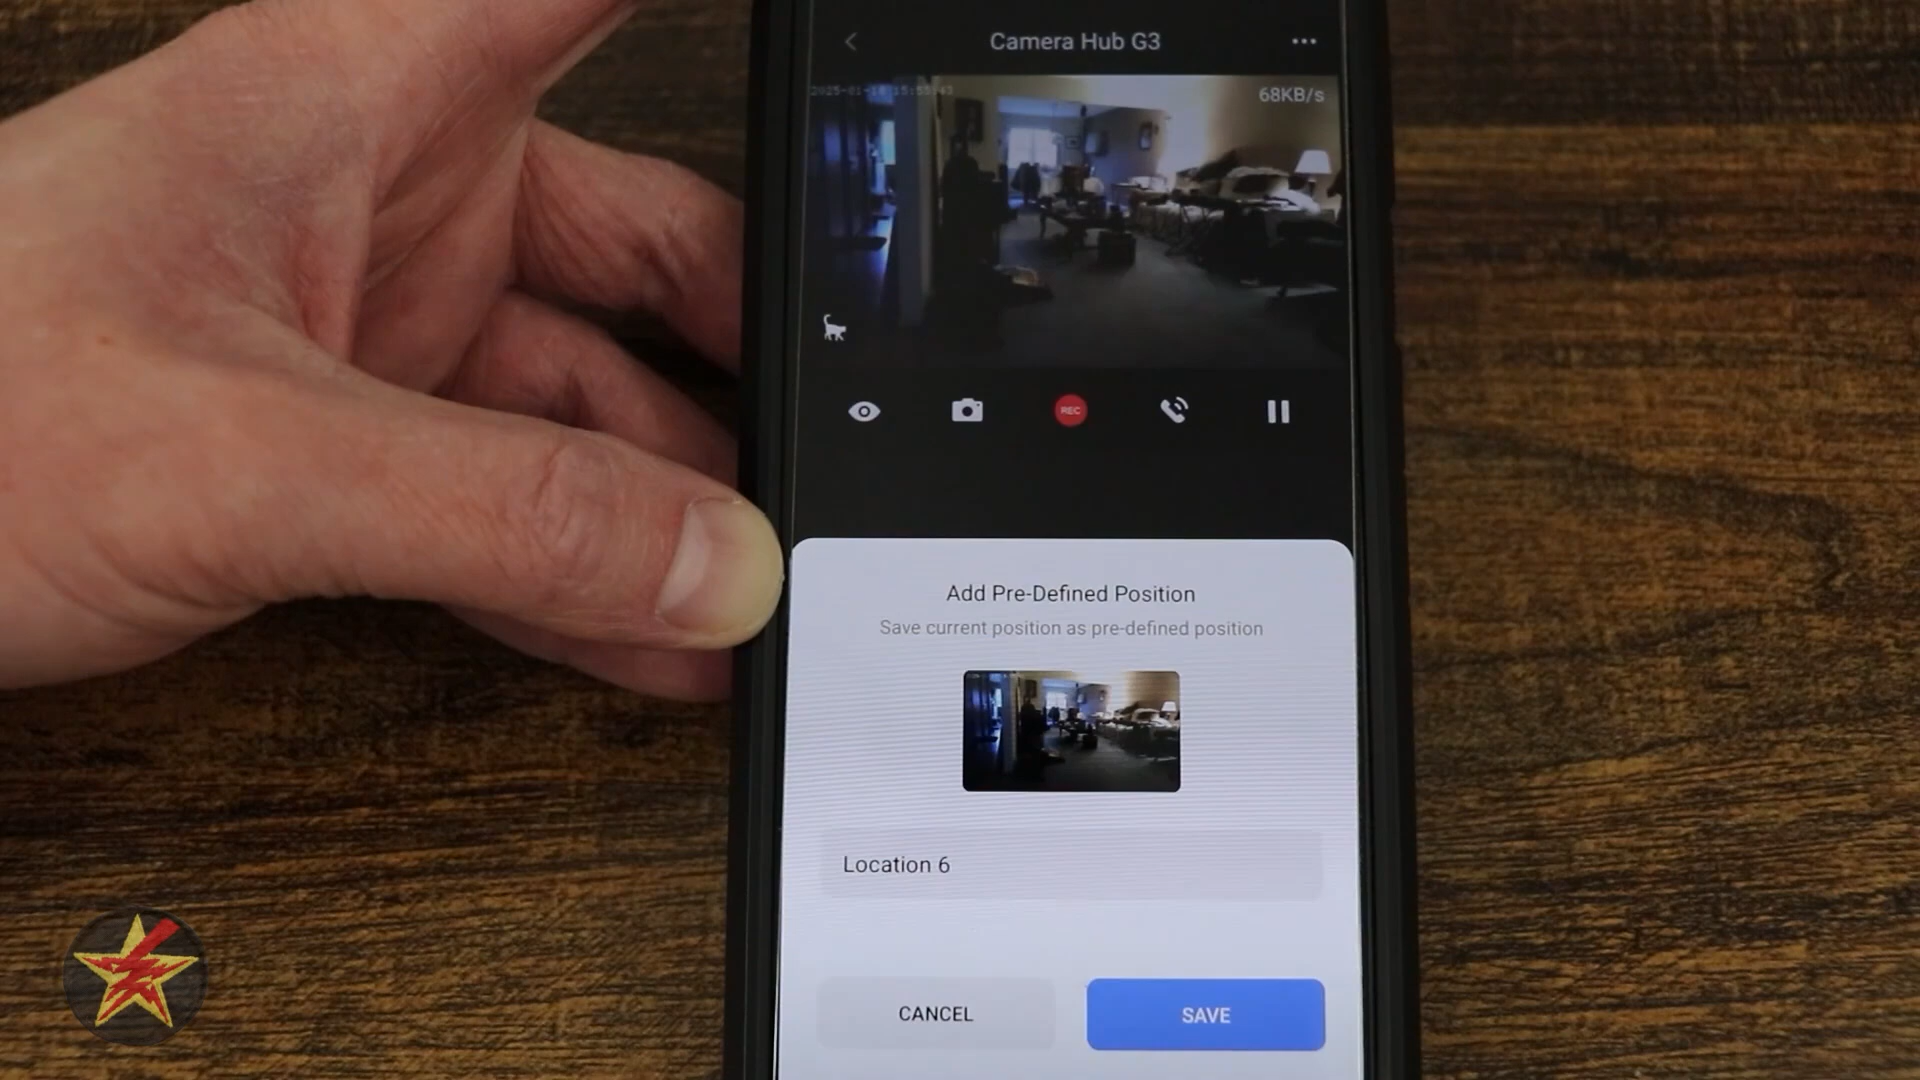 Camera Hub G3
68KB/s
REC
Add Pre-Defined Position
Save current position as pre-defined position
Location 6
CANCEL
SAVE